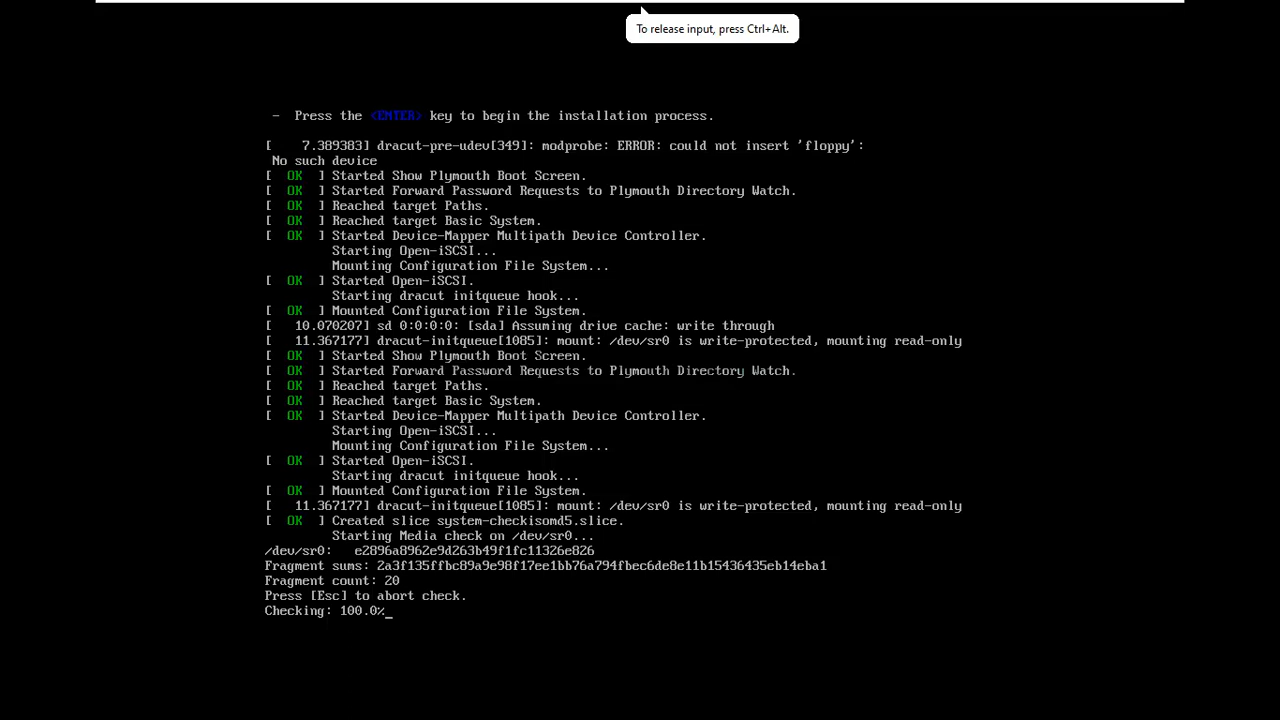 To release input, press Ctrl+Alt.
- Press the <ENTER> key to begin the installation process.
[ 7.389383] dracut-pre-udev[349]: modprobe: ERROR: could not insert 'floppy':
No such device
[ OK ] Started Show Plymouth Boot Screen.
[ OK ] Started Forward Password Requests to Plymouth Directory Watch.
[ OK ] Reached target Paths.
[ OK ] Reached target Basic System.
[ OK ] Started Device-Mapper Multipath Device Controller.
Starting Open-iSCSI...
Mounting Configuration File System...
[ OK ] Started Open-iSCSI.
Starting dracut initqueue hook...
[ OK ] Mounted Configuration File System.
[ 10.070207] sd 0:0:0:0: [sda] Assuming drive cache: write through
[ 11.367177] dracut-initqueue[1085]: mount: /dev/sr0 is write-protected, mounting read-only
[ OK ] Started Show Plymouth Boot Screen.
[ OK ] Started Forward Password Requests to Plymouth Directory Watch.
[ OK ] Reached target Paths.
[ OK ] Reached target Basic System.
[ OK ] Started Device-Mapper Multipath Device Controller.
Starting Open-iSCSI...
Mounting Configuration File System...
[ OK ] Started Open-iSCSI.
Starting dracut initqueue hook...
[ OK ] Mounted Configuration File System.
[ 11.367177] dracut-initqueue[1085]: mount: /dev/sr0 is write-protected, mounting read-only
[ OK ] Created slice system-checkisomd5.slice.
Starting Media check on /dev/sr0...
/dev/sr0: e2896a8962e9d263b49f1fc11326e826
Fragment sums: 2a3f135ffbc89a9e98f17ee1bb76a794fbec6de8e11b15436435eb14eba1
Fragment count: 20
Press [Esc] to abort check.
Checking: 100.0%_